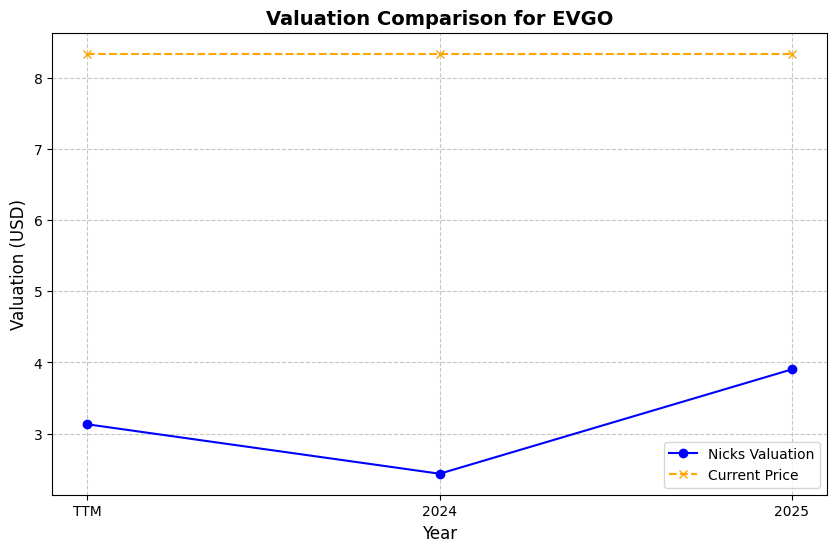 Valuation Comparison for EVGO
Valuation (USD)
8
7
6
5
4
3
TTM
2024
2025
Year
Nicks Valuation
Current Price